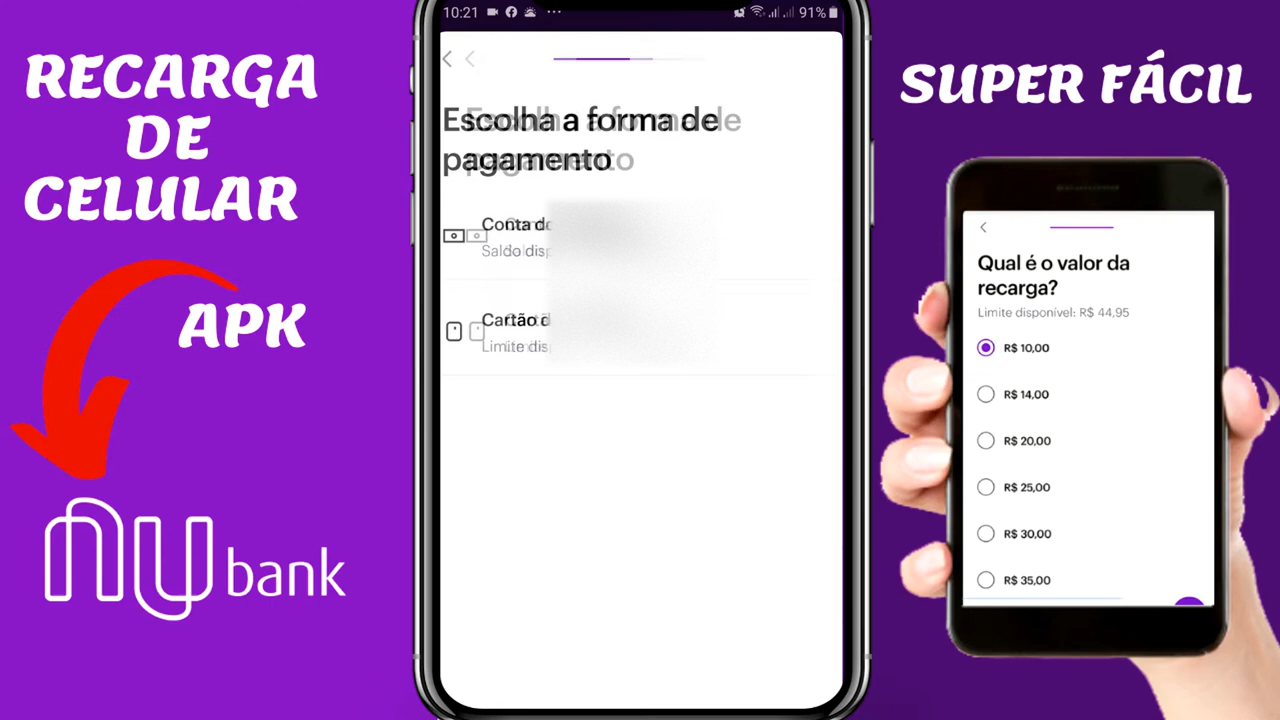 RECARGA
DE
CELULAR
APK
nu bank
10:21
91%
Escolha a forma de
pagamento
Conta
Saldo
Cartão
Limite
SUPER FÁCIL
Qual é o valor da
recarga?
Limite disponível: R$ 44,95
R$ 10,00
R$ 14,00
R$ 20,00
R$ 25,00
R$ 30,00
R$ 35,00